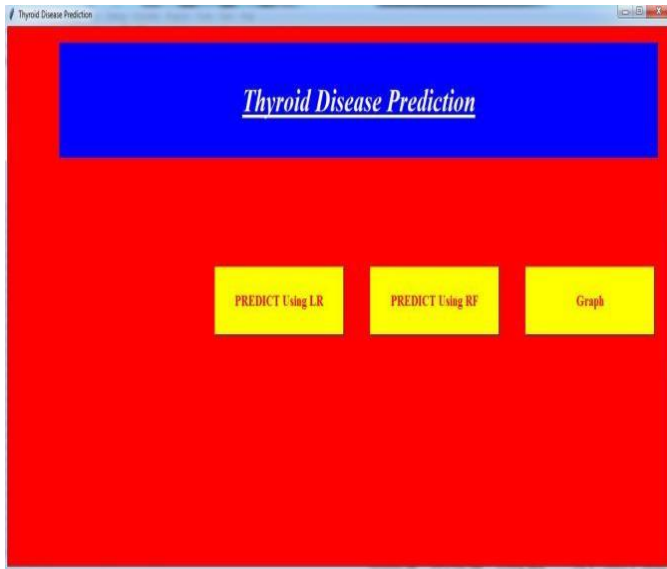 Thyroid Disease Prediction
Thyroid Disease Prediction
PREDICT Using LR
PREDICT Using RF
Graph